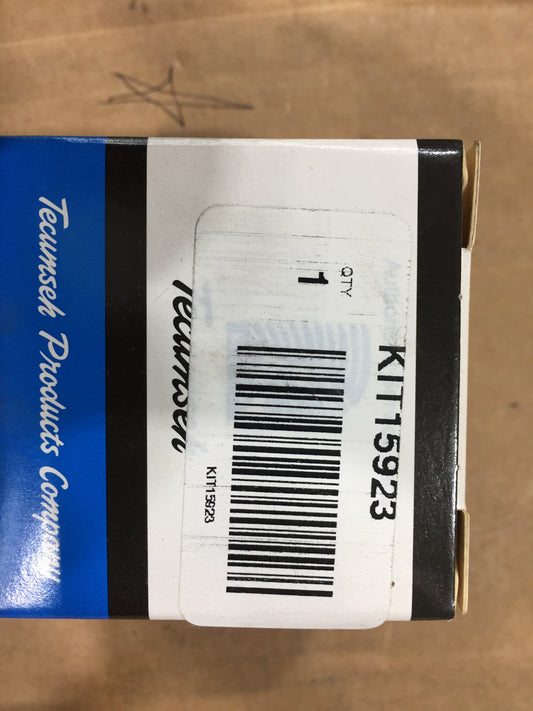 KIT15923
QTY
1
KIT15923
Tecumseh
Tecumseh Products Company